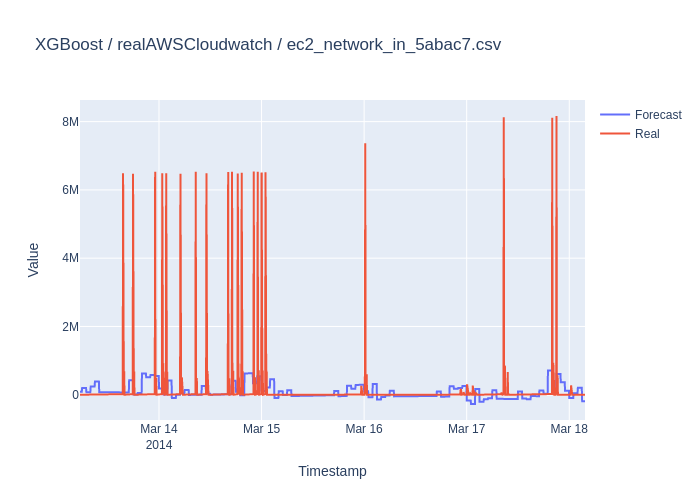 XGBoost / realAWSCloudwatch / ec2_network_in_5abac7.csv
Forecast
Real
8M
6M
4M
2M
0
Value
Mar 14
2014
Mar 15
Mar 16
Mar 17
Mar 18
Timestamp